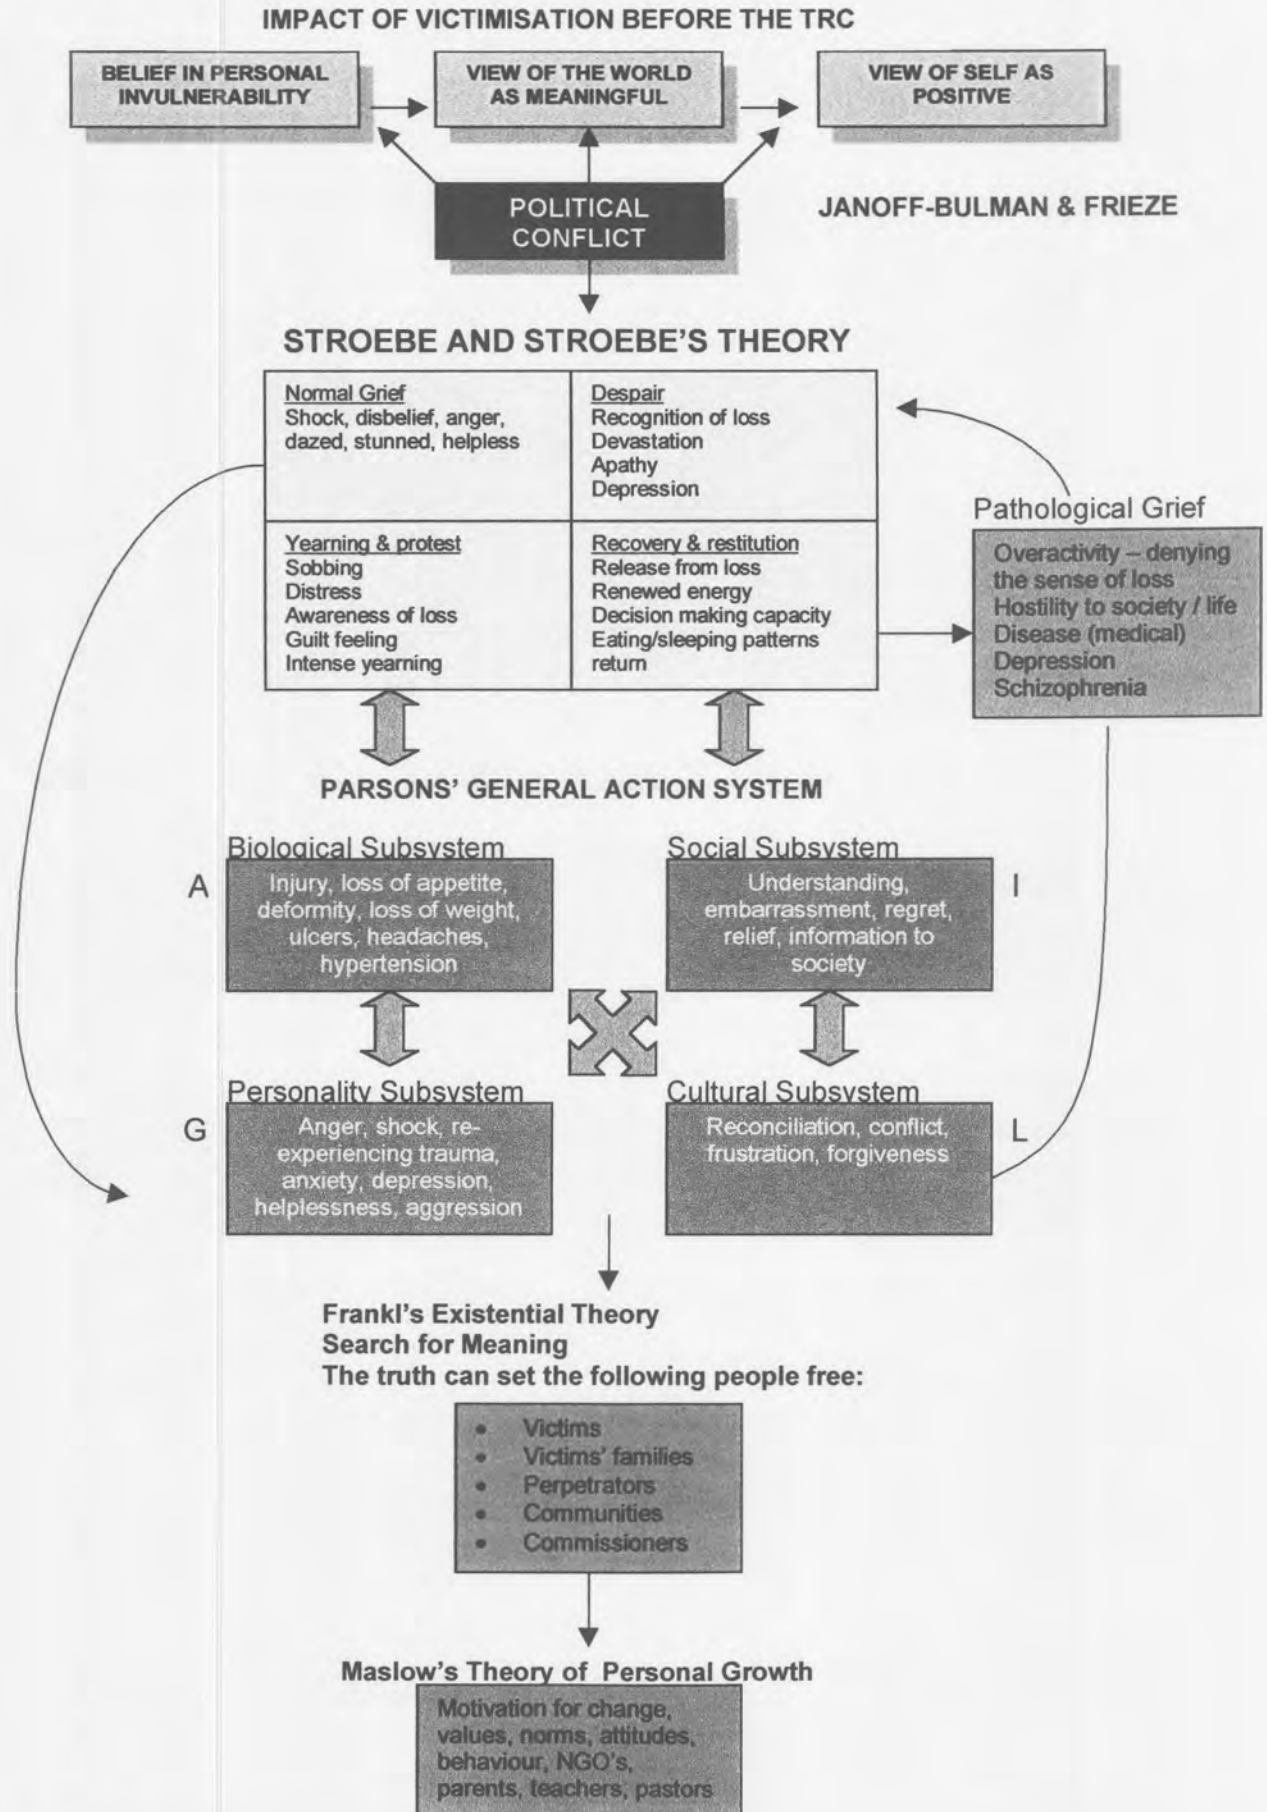 IMPACT OF VICTIMISATION BEFORE THE TRC
BELIEF IN PERSONAL
INVULNERABILITY
VIEW OF THE WORLD
AS MEANINGFUL
VIEW OF SELF AS
POSITIVE
POLITICAL
CONFLICT
JANOFF-BULMAN & FRIEZE
STROEBE AND STROEBE'S THEORY
Normal Grief
Shock, disbelief, anger,
dazed, stunned, helpless
Despair
Recognition of loss
Devastation
Apathy
Depression
Yearning & protest
Sobbing
Distress
Awareness of loss
Guilt feeling
Intense yearning
Recovery & restitution
Release from loss
Renewed energy
Decision making capacity
Eating/sleeping patterns
return
Pathological Grief
Overactivity – denying
the sense of loss
Hostility to society / life
Disease (medical)
Depression
Schizophrenia
PARSONS' GENERAL ACTION SYSTEM
Biological Subsystem
A
Injury, loss of appetite,
deformity, loss of weight,
ulcers, headaches,
hypertension
Social Subsystem
I
Understanding,
embarrassment, regret,
relief, information to
society
Personality Subsystem
G
Anger, shock, re-
experiencing trauma,
anxiety, depression,
helplessness, aggression
Cultural Subsystem
L
Reconciliation, conflict,
frustration, forgiveness
Frankl's Existential Theory
Search for Meaning
The truth can set the following people free:
• Victims
• Victims' families
• Perpetrators
• Communities
• Commissioners
Maslow's Theory of Personal Growth
Motivation for change,
values, norms, attitudes,
behaviour, NGO's,
parents, teachers, pastors